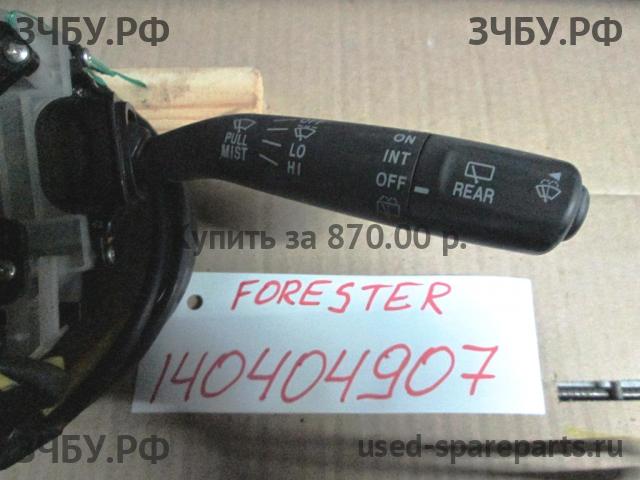 ЗЧБУ.РФ
ЗЧБУ.РФ
PULL
MIST
LO
HI
ON
INT
OFF
REAR
Купить за 870.00 р.
FORESTER
140404907
ЗЧБУ.РФ
used-spareparts.ru